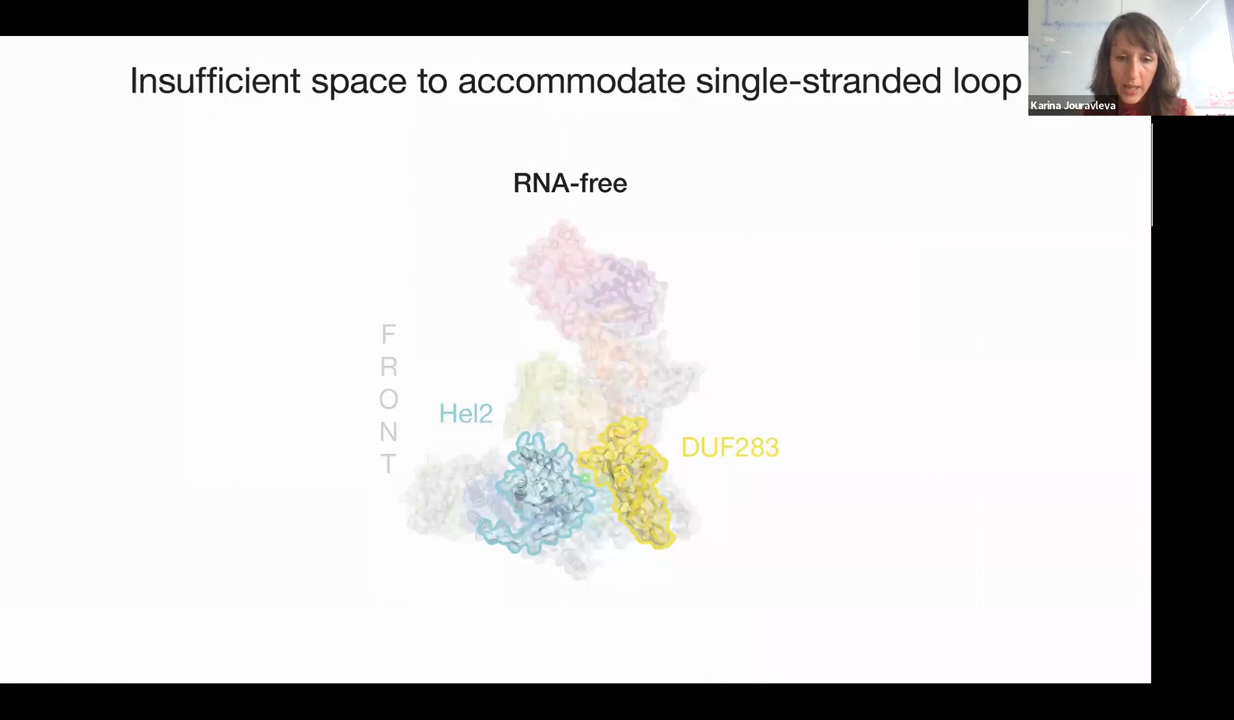 Insufficient space to accommodate single-stranded loop
Karina Jouravleva
RNA-free
F
R
O
N
T
Hel2
DUF283